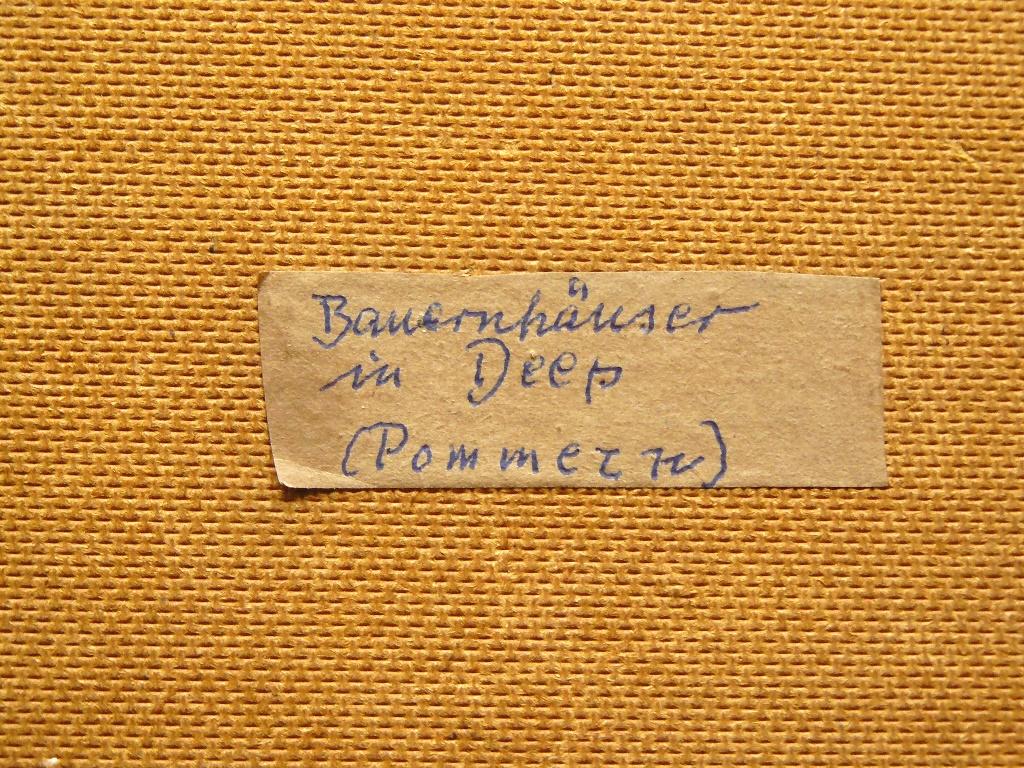 Bauernhäuser
in Deep
(Pommern)